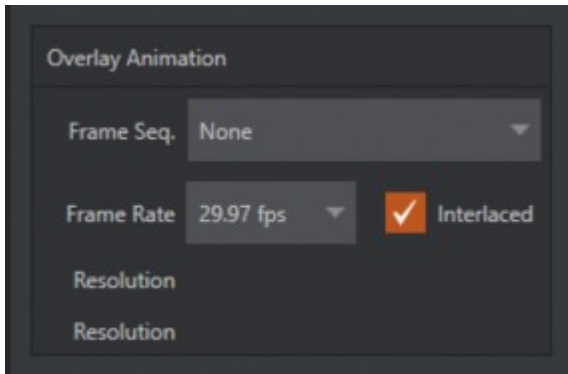 Overlay Animation
Frame Seq. None
Frame Rate 29.97 fps Interlaced
Resolution
Resolution